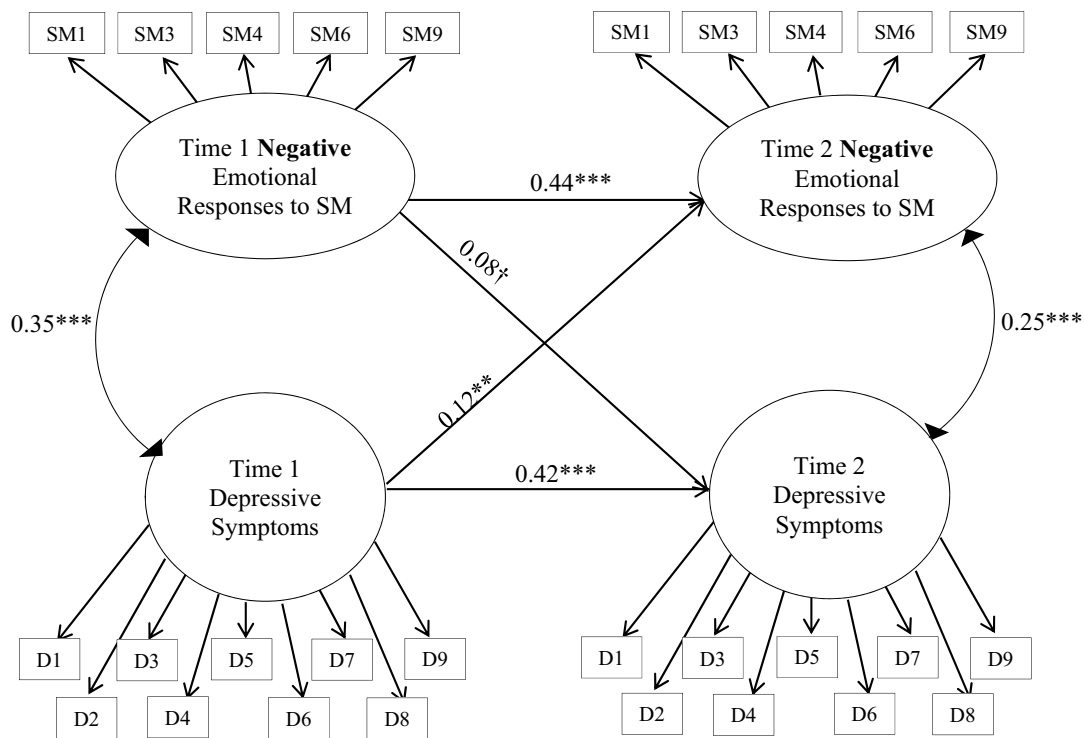 SM1 SM3 SM4 SM6 SM9
SM1 SM3 SM4 SM6 SM9
Time 1 Negative
Emotional
Responses to SM
Time 2 Negative
Emotional
Responses to SM
0.44***
0.08†
0.35***
0.25***
0.12**
0.42***
Time 1
Depressive
Symptoms
Time 2
Depressive
Symptoms
D1 D3 D5 D7 D9
D2 D4 D6 D8
D1 D3 D5 D7 D9
D2 D4 D6 D8